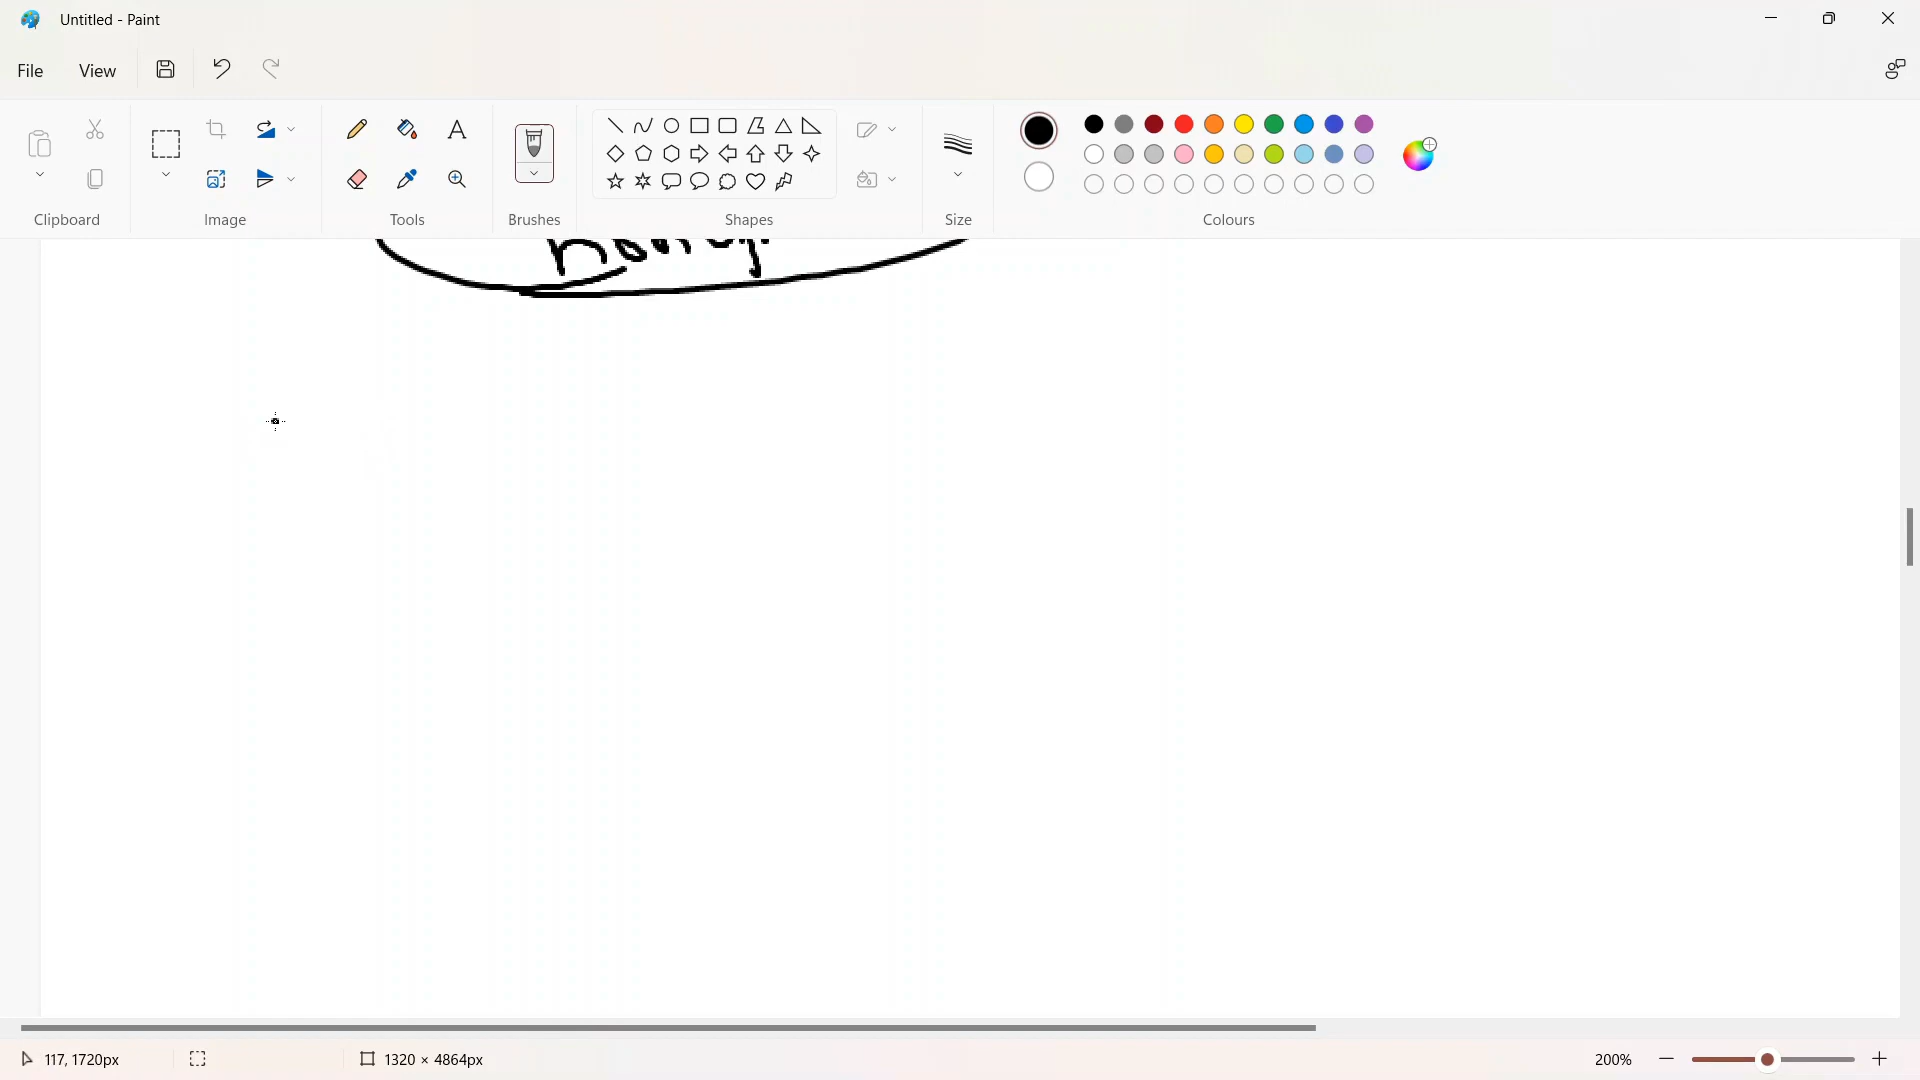 Untitled - Paint
File View
Clipboard Image Tools Brushes Shapes Size Colours
117, 1720px 1320 × 4864px 200%